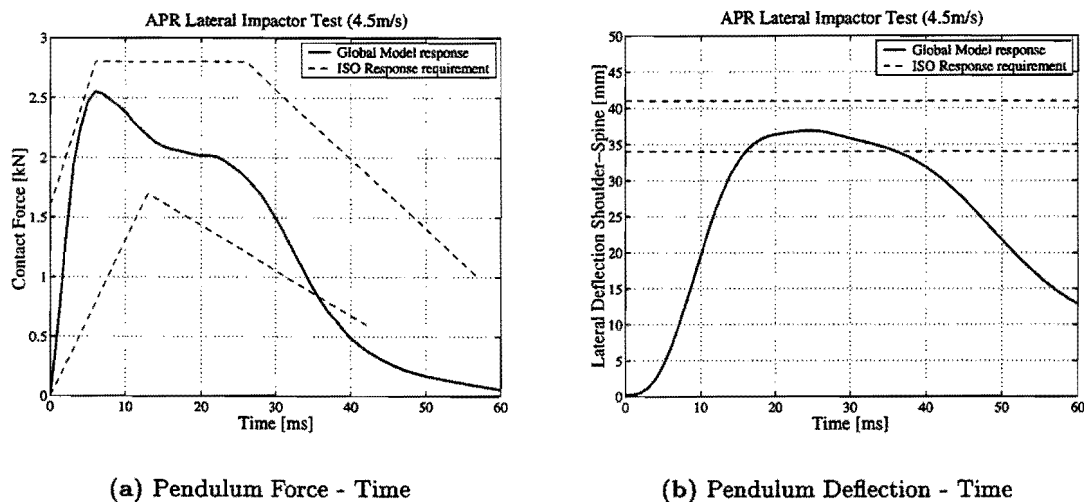 APR Lateral Impactor Test (4.5m/s)
3
2.5
2
1.5
1
0.5
0
Contact Force [kN]
Global Model response
ISO Response requirement
0 10 20 30 40 50 60
Time [ms]
(a) Pendulum Force - Time
APR Lateral Impactor Test (4.5m/s)
50
45
40
35
30
25
20
15
10
5
0
Lateral Deflection Shoulder-Spine [mm]
Global Model response
ISO Response requirement
0 10 20 30 40 50 60
Time [ms]
(b) Pendulum Deflection - Time